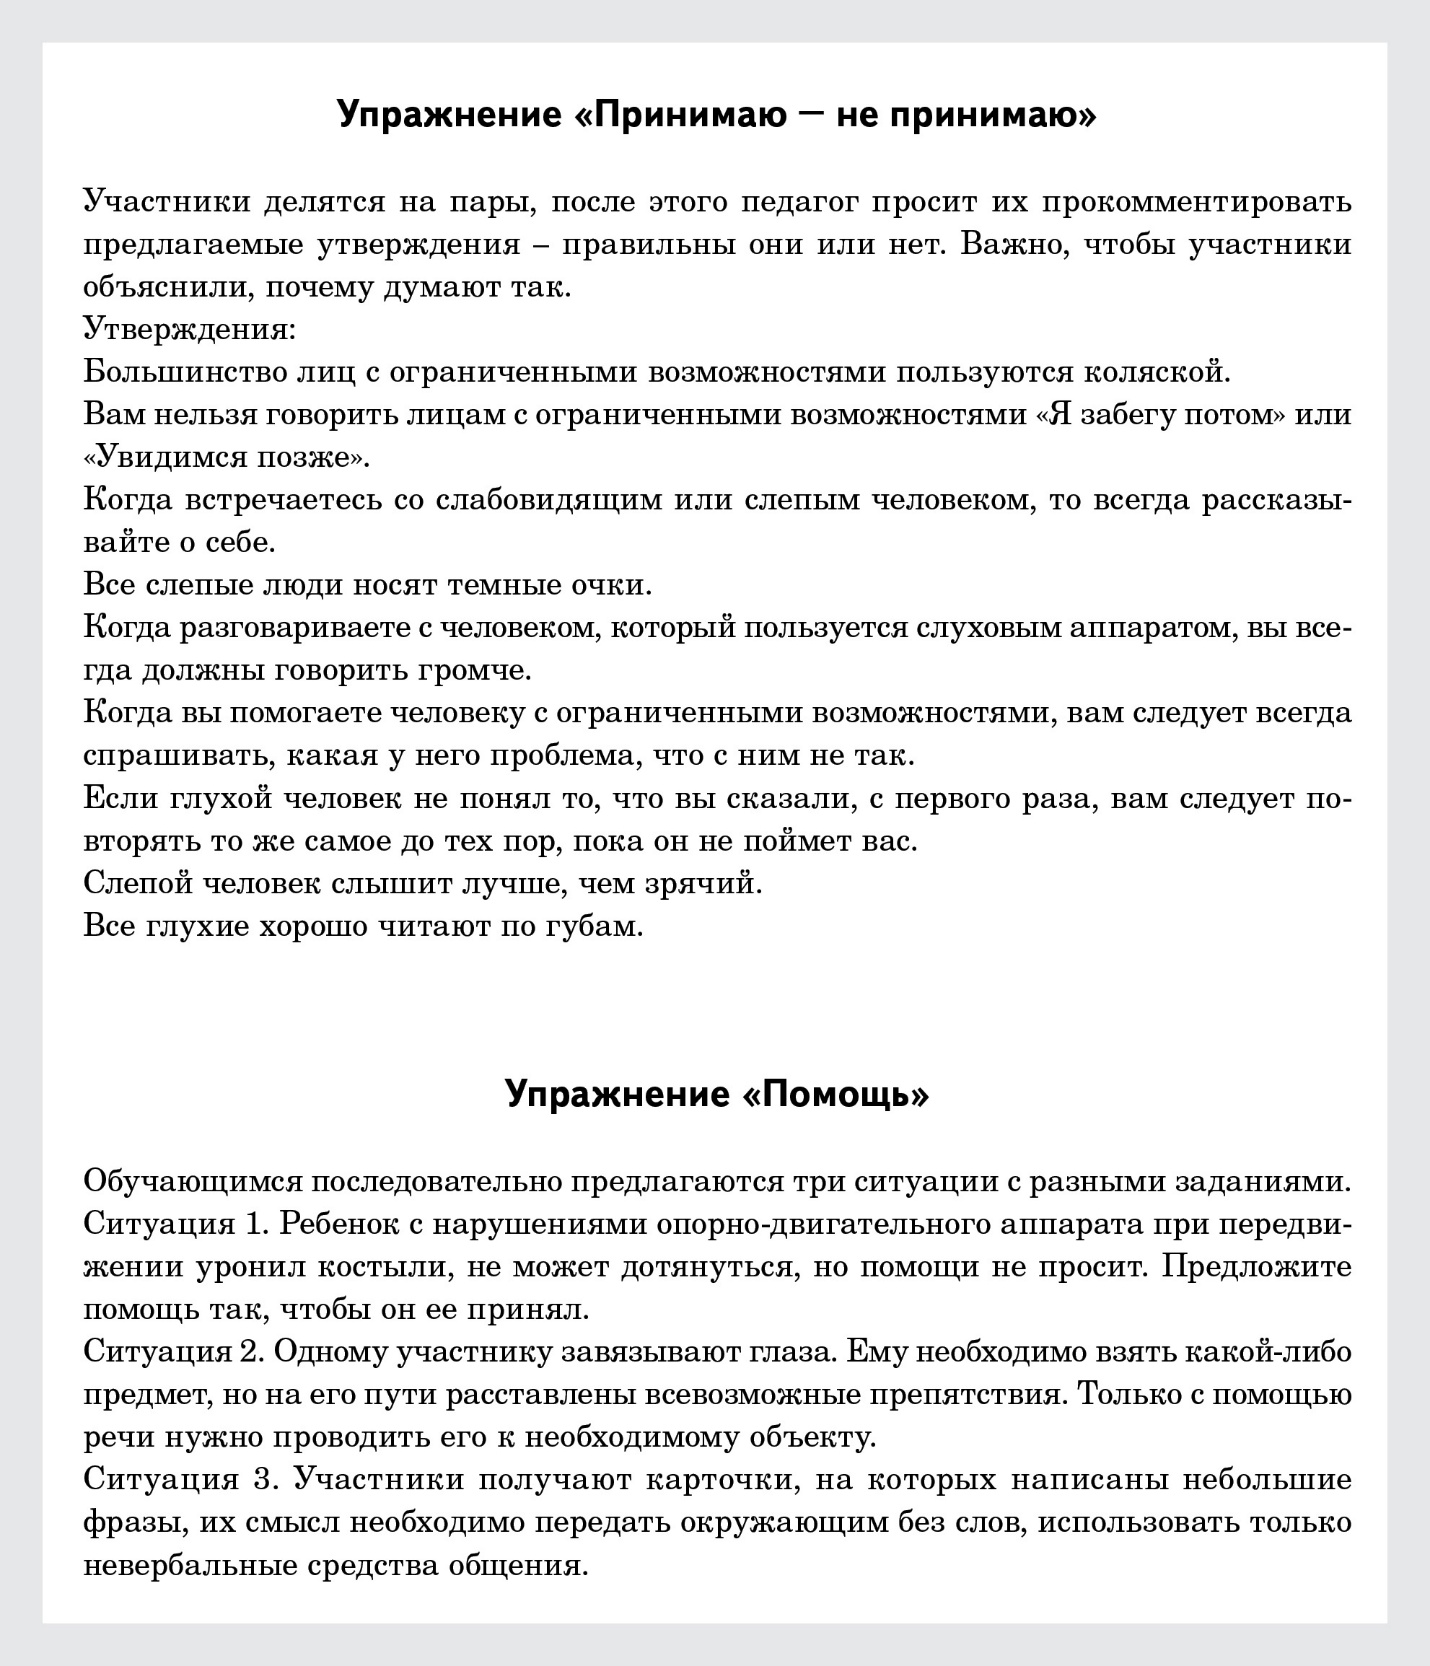 Упражнение «Принимаю — не принимаю»
Участники делятся на пары, после этого педагог просит их прокомментировать
предлагаемые утверждения – правильны они или нет. Важно, чтобы участники
объяснили, почему думают так.
Утверждения:
Большинство лиц с ограниченными возможностями пользуются коляской.
Вам нельзя говорить лицам с ограниченными возможностями «Я забегу потом» или
«Увидимся позже».
Когда встречаетесь со слабовидящим или слепым человеком, то всегда рассказы-
вайте о себе.
Все слепые люди носят темные очки.
Когда разговариваете с человеком, который пользуется слуховым аппаратом, вы все-
гда должны говорить громче.
Когда вы помогаете человеку с ограниченными возможностями, вам следует всегда
спрашивать, какая у него проблема, что с ним не так.
Если глухой человек не понял то, что вы сказали, с первого раза, вам следует по-
вторять то же самое до тех пор, пока он не поймет вас.
Слепой человек слышит лучше, чем зрячий.
Все глухие хорошо читают по губам.
Упражнение «Помощь»
Обучающимся последовательно предлагаются три ситуации с разными заданиями.
Ситуация 1. Ребенок с нарушениями опорно-двигательного аппарата при передви-
жении уронил костыли, не может дотянуться, но помощи не просит. Предложите
помощь так, чтобы он ее принял.
Ситуация 2. Одному участнику завязывают глаза. Ему необходимо взять какой-либо
предмет, но на его пути расставлены всевозможные препятствия. Только с помощью
речи нужно проводить его к необходимому объекту.
Ситуация 3. Участники получают карточки, на которых написаны небольшие
фразы, их смысл необходимо передать окружающим без слов, использовать только
невербальные средства общения.